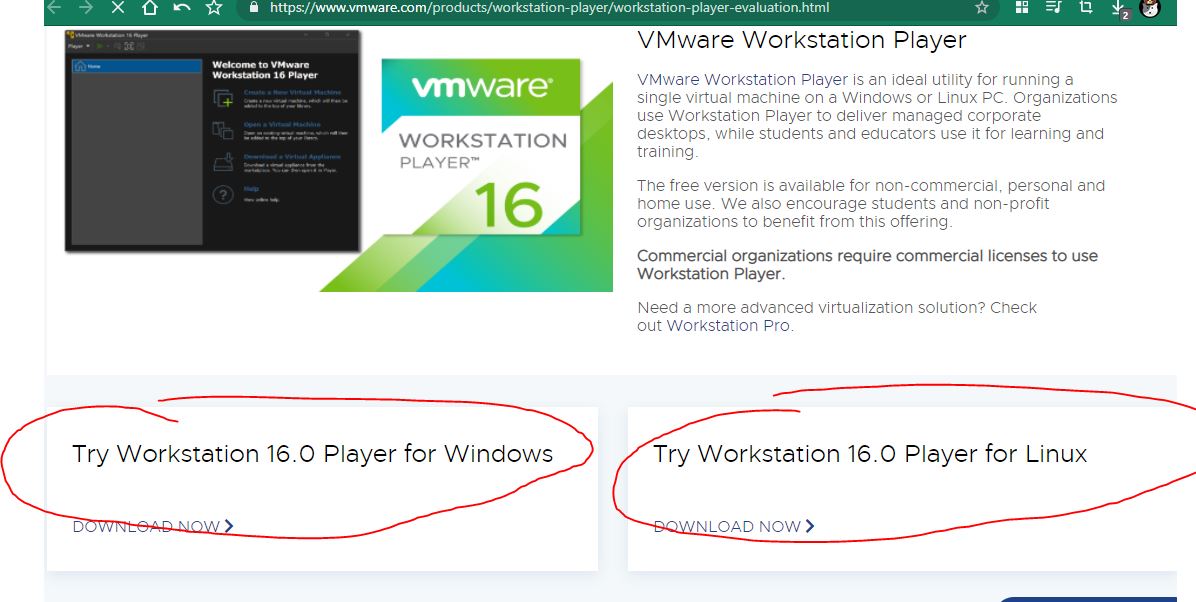 https://www.vmware.com/products/workstation-player/workstation-player-evaluation.html
2
VMware Workstation 16 Player
Player
Home
Welcome to VMware
Workstation 16 Player
Create a New Virtual Machine
Create a new virtual machine, which will then be
added to the top of your library.
Open a Virtual Machine
Open an existing virtual machine, which will then
be added to the top of your library.
Download a Virtual Appliance
Download a virtual appliance from the
marketplace. You can then open it in Player.
Help
View online help.
vmware®
WORKSTATION
PLAYER™
16
VMware Workstation Player
VMware Workstation Player is an ideal utility for running a
single virtual machine on a Windows or Linux PC. Organizations
use Workstation Player to deliver managed corporate
desktops, while students and educators use it for learning and
training.
The free version is available for non-commercial, personal and
home use. We also encourage students and non-profit
organizations to benefit from this offering.
Commercial organizations require commercial licenses to use
Workstation Player.
Need a more advanced virtualization solution? Check
out Workstation Pro.
Try Workstation 16.0 Player for Windows
DOWNLOAD NOW
Try Workstation 16.0 Player for Linux
DOWNLOAD NOW